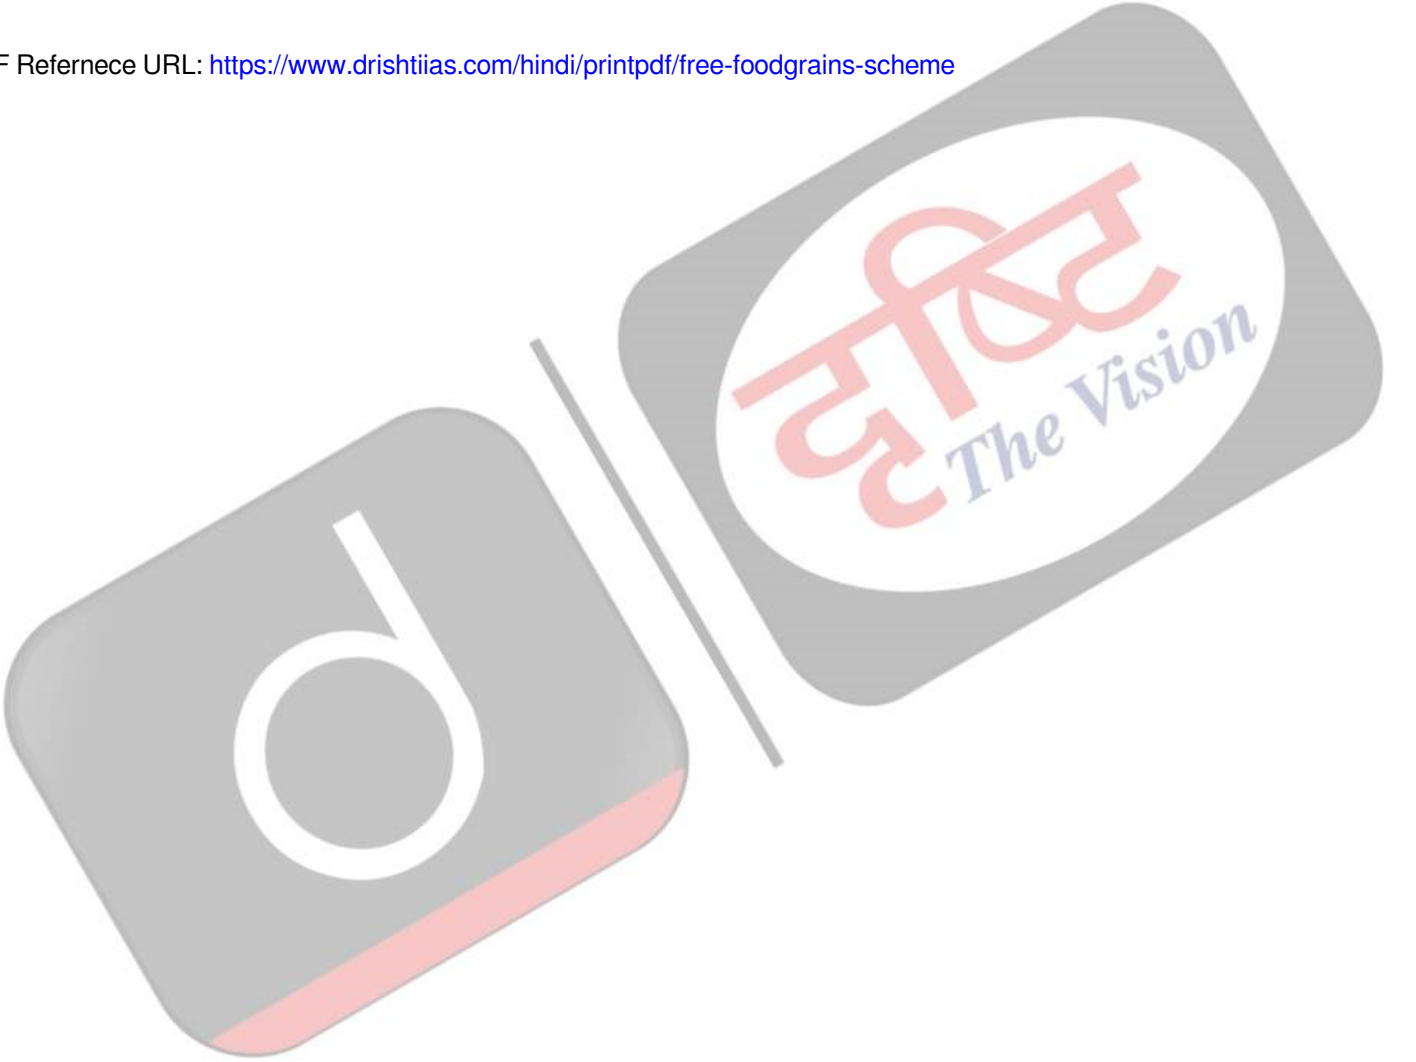 F Refernece URL: https://www.drishtiias.com/hindi/printpdf/free-foodgrains-scheme
दृष्टि
The Vision
d